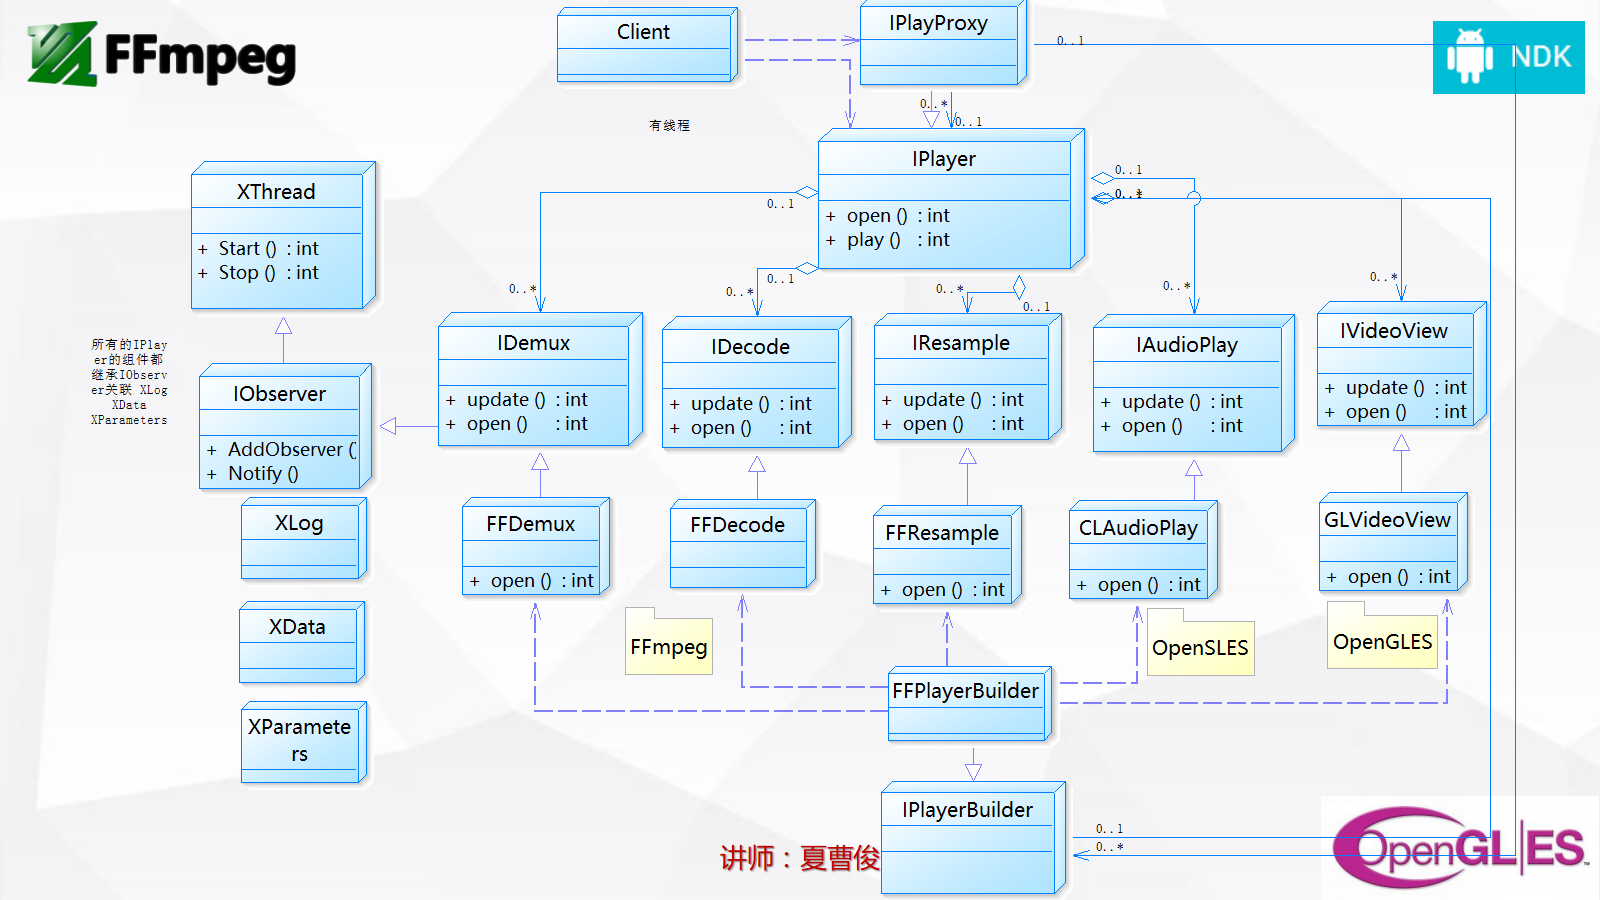 FFmpeg
Client
IPlayProxy
0..1
NDK
0..*
0..1
有线程
IPlayer
+ open () : int
+ play () : int
0..1
0..1
0..1
0..*
0..1
XThread
+ Start () : int
+ Stop () : int
0..*
0..*
0..*
0..1
0..*
0..*
所有的IPlay
er的组件都
继承IObserv
er关联 XLog
XData
XParameters
IObserver
+ AddObserver ()
+ Notify ()
IDemux
+ update () : int
+ open () : int
IDecode
+ update () : int
+ open () : int
IResample
+ update () : int
+ open () : int
IAudioPlay
+ update () : int
+ open () : int
IVideoView
+ update () : int
+ open () : int
XLog
FFDemux
+ open () : int
FFDecode
FFResample
+ open () : int
CLAudioPlay
+ open () : int
GLVideoView
+ open () : int
XData
FFmpeg
OpenSLES
OpenGLES
XParamete
rs
FFPlayerBuilder
IPlayerBuilder
0..1
0..*
讲师：夏曹俊
OpenGL|ES™